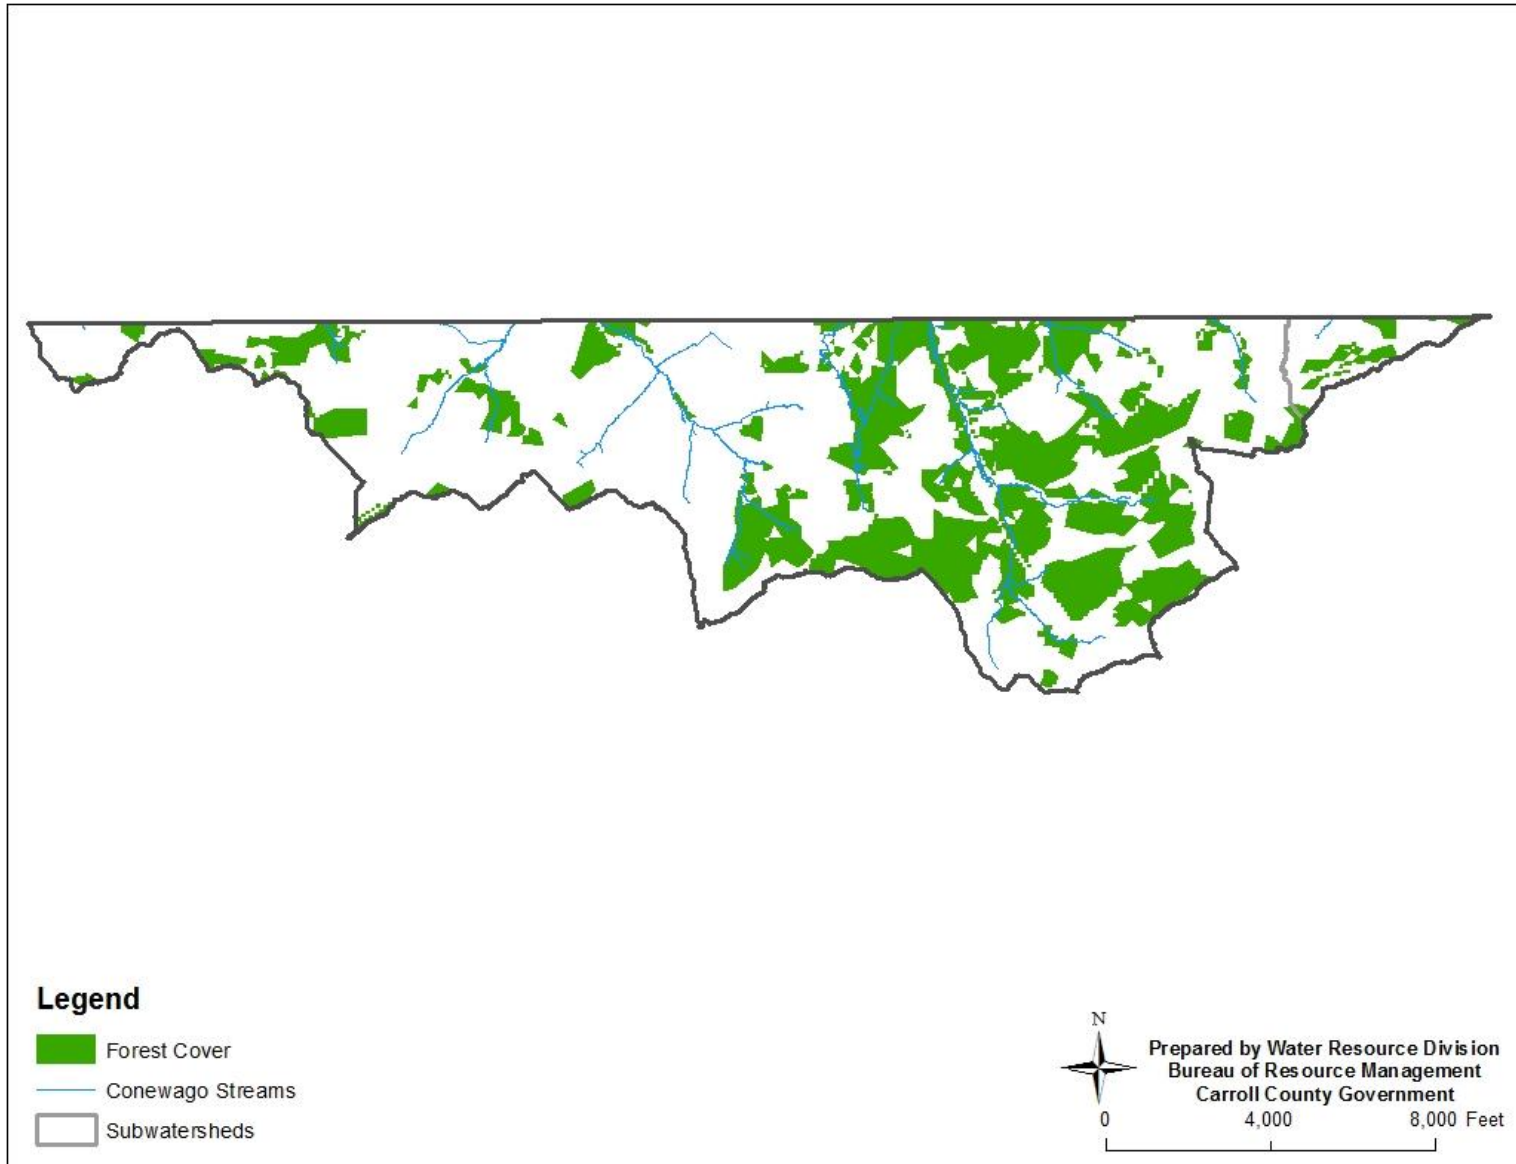 Legend
Forest Cover
Conewago Streams
Subwatersheds
N
Prepared by Water Resource Division
Bureau of Resource Management
Carroll County Government
0 4,000 8,000 Feet